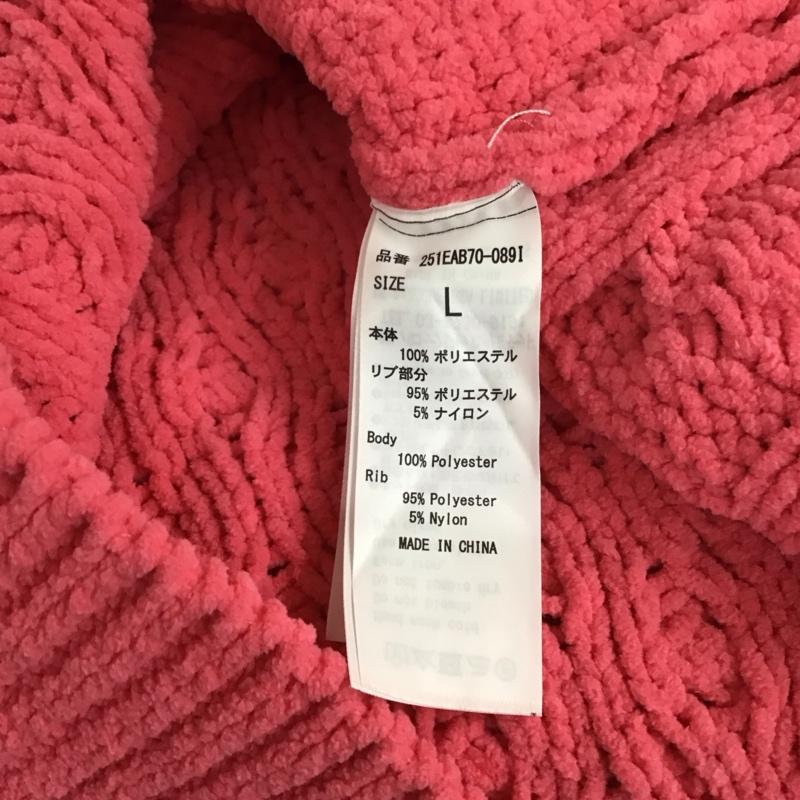 品番 251EAB70-089I
SIZE L
本体
100% ポリエステル
リブ部分
95% ポリエステル
5% ナイロン
Body
100% Polyester
Rib
95% Polyester
5% Nylon
MADE IN CHINA